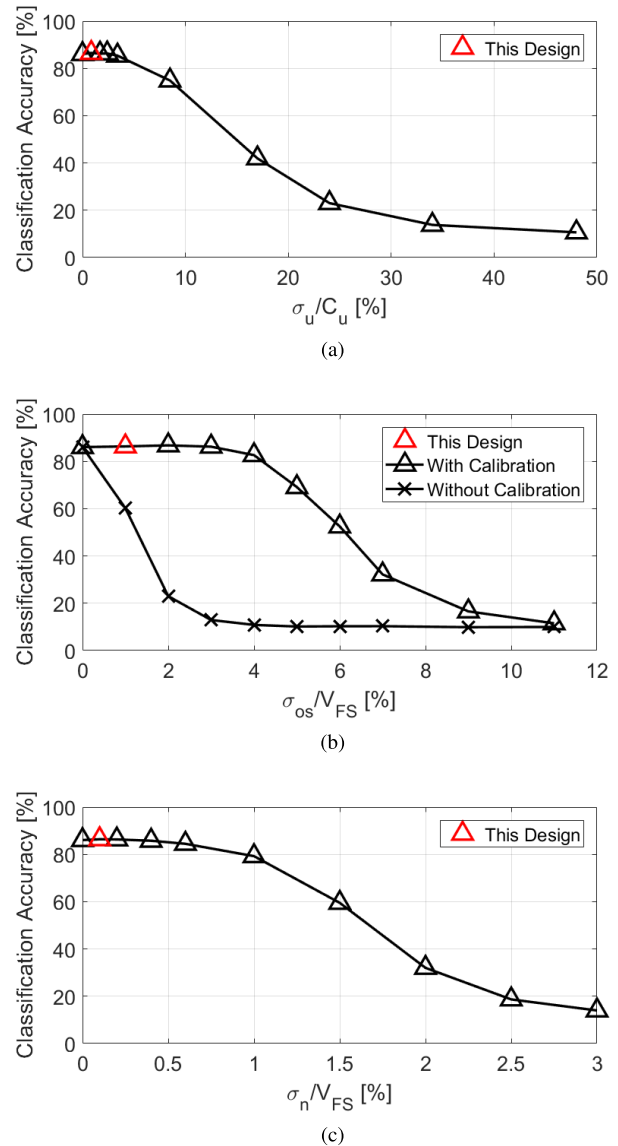 Classification Accuracy [%]
100
80
60
40
20
0
This Design
0
10
20
30
40
50
σu/Cu [%]
(a)
Classification Accuracy [%]
100
80
60
40
20
0
This Design
With Calibration
Without Calibration
0
2
4
6
8
10
12
σos/VFS [%]
(b)
Classification Accuracy [%]
100
80
60
40
20
0
This Design
0
0.5
1
1.5
2
2.5
3
σn/VFS [%]
(c)